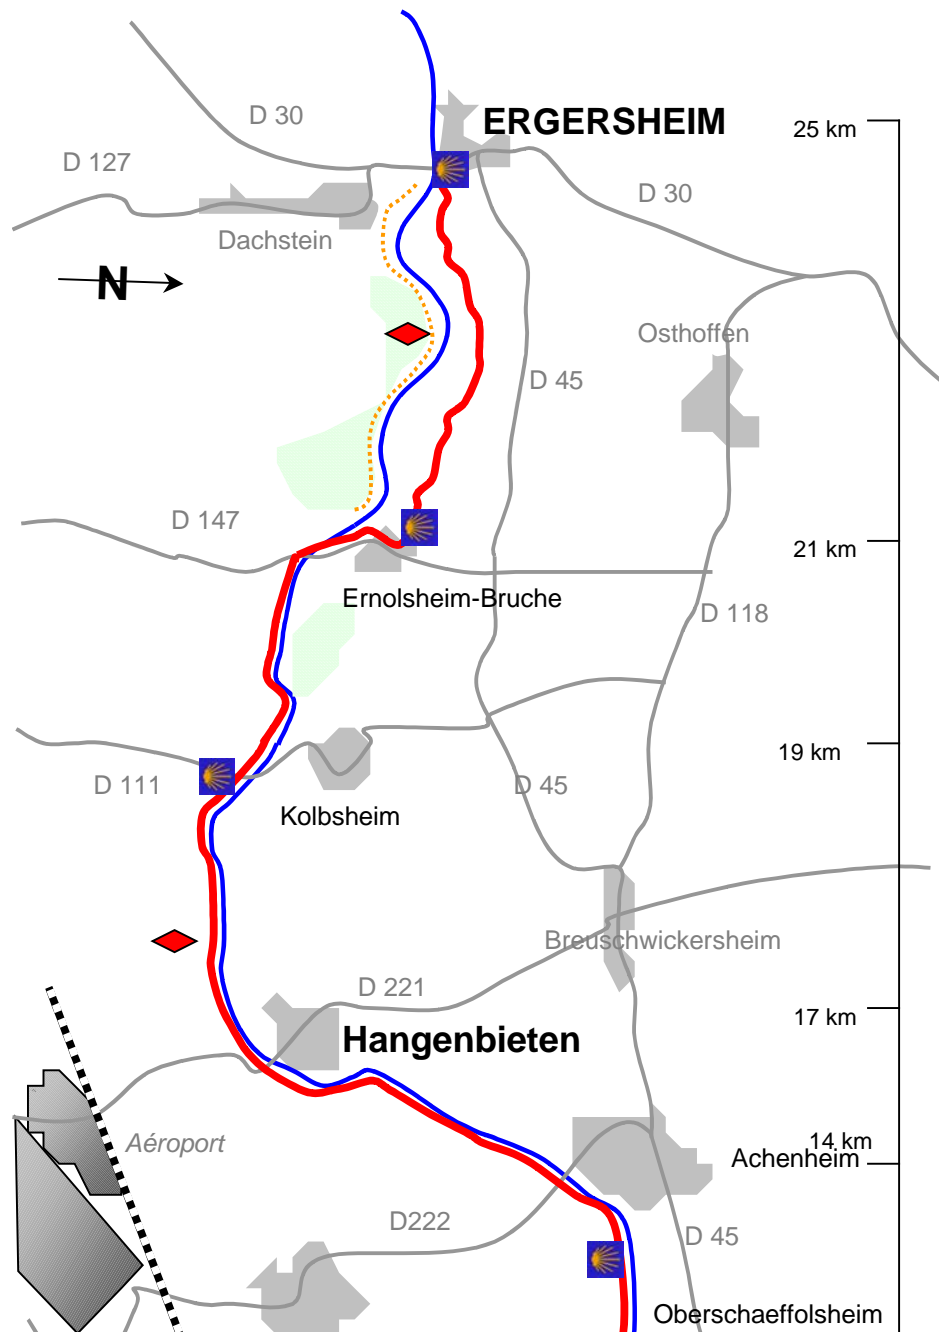 ERGERSHEIM
D 30
25 km
D 127
D 30
Dachstein
N
Osthoffen
D 45
D 147
21 km
Ernolsheim-Bruche
D 118
19 km
D 111
D 45
Kolbsheim
Breuschwickersheim
D 221
17 km
Hangenbieten
Aéroport
14 km
Achenheim
D222
D 45
Oberschaeffolsheim